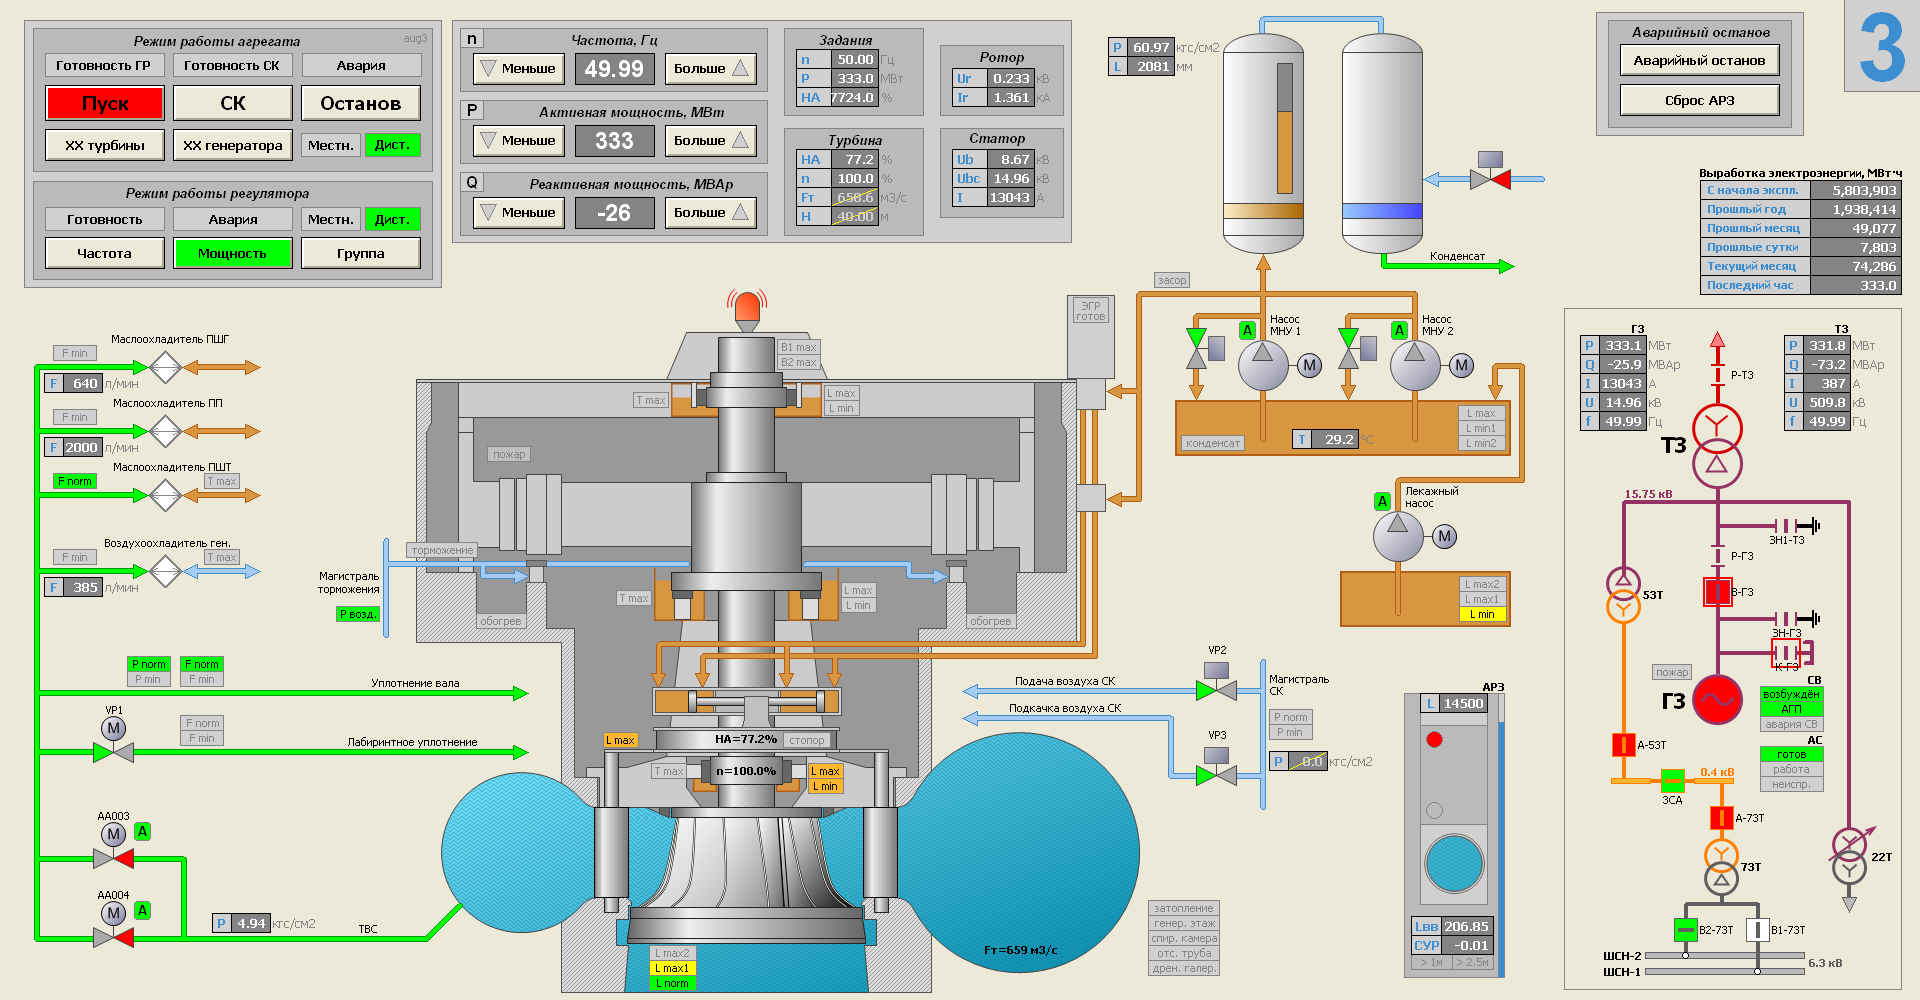 Режим работы агрегата
aug3
Готовность ГР
Готовность СК
Авария
Пуск
СК
Останов
ХХ турбины
ХХ генератора
Местн.
Дист.
Режим работы регулятора
Готовность
Авария
Местн.
Дист.
Частота
Мощность
Группа
n
Частота, Гц
Меньше
49.99
Больше
P
Активная мощность, МВт
Меньше
333
Больше
Q
Реактивная мощность, МВАр
Меньше
-26
Больше
Задания
n 50.00 Гц
P 333.0 МВт
НА 7724.0 %
Ротор
Ur 0.233 кВ
Ir 1.361 кА
Турбина
НА 77.2 %
n 100.0 %
Fт 658.6 м3/с
Н 40.00 м
Статор
Ub 8.67 кВ
Ubc 14.96 кВ
I 13043 А
P 60.97 кгс/см2
L 2081 мм
Аварийный останов
Аварийный останов
Сброс АРЗ
3
Выработка электроэнергии, МВт·ч
С начала экспл. 5,803,903
Прошлый год 1,938,414
Прошлый месяц 49,077
Прошлые сутки 7,803
Текущий месяц 74,286
Последний час 333.0
Конденсат
засор
ЭГР готов
Насос МНУ 1
А
М
Насос МНУ 2
А
М
L max
L min1
L min2
конденсат
T 29.2 °C
Лекажный насос
А
М
L max2
L max1
L min
Маслоохладитель ПШГ
F min
F 640 л/мин
Маслоохладитель ПП
F min
F 2000 л/мин
Маслоохладитель ПШТ
F norm
T max
Воздухоохладитель ген.
F min
T max
F 385 л/мин
Магистраль торможения
P возд.
торможение
B1 max
B2 max
T max
L max
L min
пожар
T max
L max
L min
обогрев
обогрев
P norm
P min
F norm
F min
Уплотнение вала
VP1
М
F norm
F min
Лабиринтное уплотнение
АА003
М
А
АА004
М
А
P 4.94 кгс/см2
ТВС
L max
НА=77.2%
стопор
T max
n=100.0%
L max
L min
L max2
L max1
L norm
Fт=659 м3/с
VP2
Подача воздуха СК
Подкачка воздуха СК
VP3
Магистраль СК
P norm
P min
P 0.0 кгс/см2
затопление
генер. этаж
спир. камера
отс. труба
дрен. галер.
АРЗ
L 14500
Lвв 206.85
СУР -0.01
> 1м
> 2.5м
Г3
P 333.1 МВт
Q -25.9 МВАр
I 13043 А
U 14.96 кВ
f 49.99 Гц
Т3
P 331.8 МВт
Q -73.2 МВАр
I 387 А
U 509.8 кВ
f 49.99 Гц
Р-Т3
Т3
15.75 кВ
ЗН1-Т3
Р-Г3
В-Г3
53Т
ЗН-Г3
К-Г3
пожар
Г3
СВ
возбуждён
АГП
авария СВ
АС
готов
работа
неиспр.
А-53Т
0.4 кВ
3СА
А-73Т
73Т
22Т
В2-73Т
В1-73Т
ШСН-2
ШСН-1
6.3 кВ